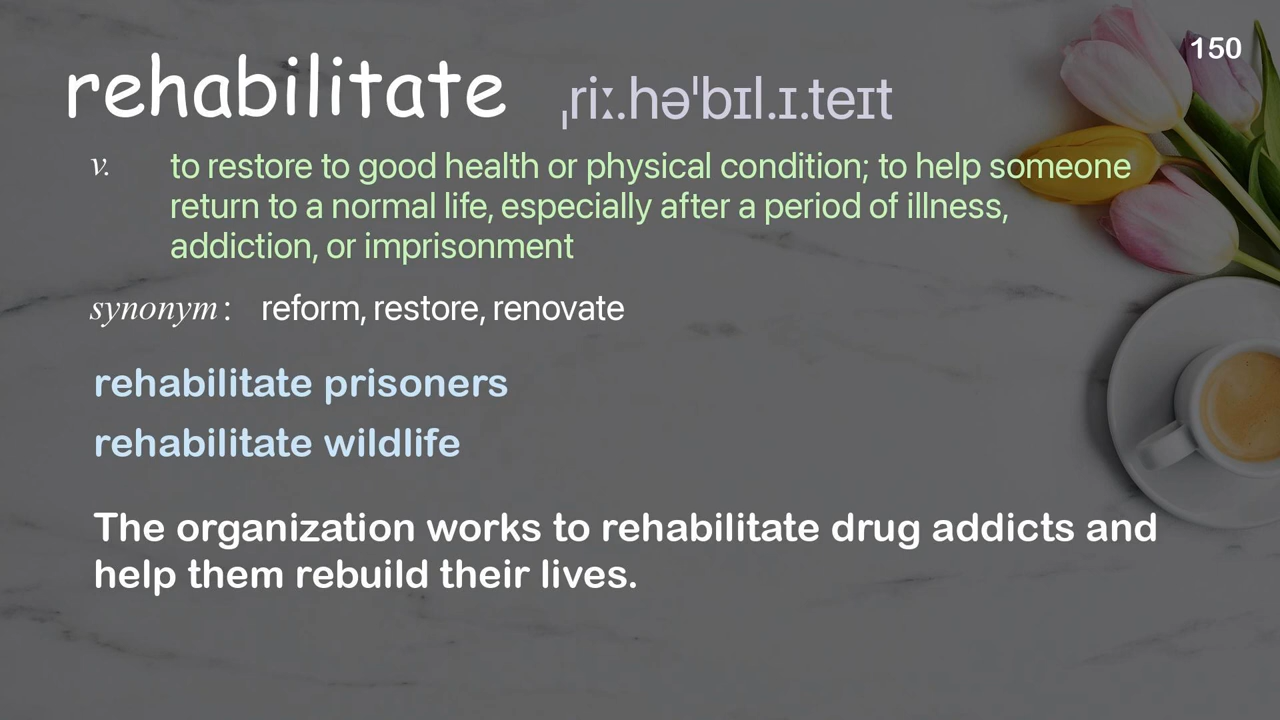 150
rehabilitate ˌriː.həˈbɪl.ɪ.teɪt
v. to restore to good health or physical condition; to help someone
return to a normal life, especially after a period of illness,
addiction, or imprisonment
synonym: reform, restore, renovate
rehabilitate prisoners
rehabilitate wildlife
The organization works to rehabilitate drug addicts and
help them rebuild their lives.